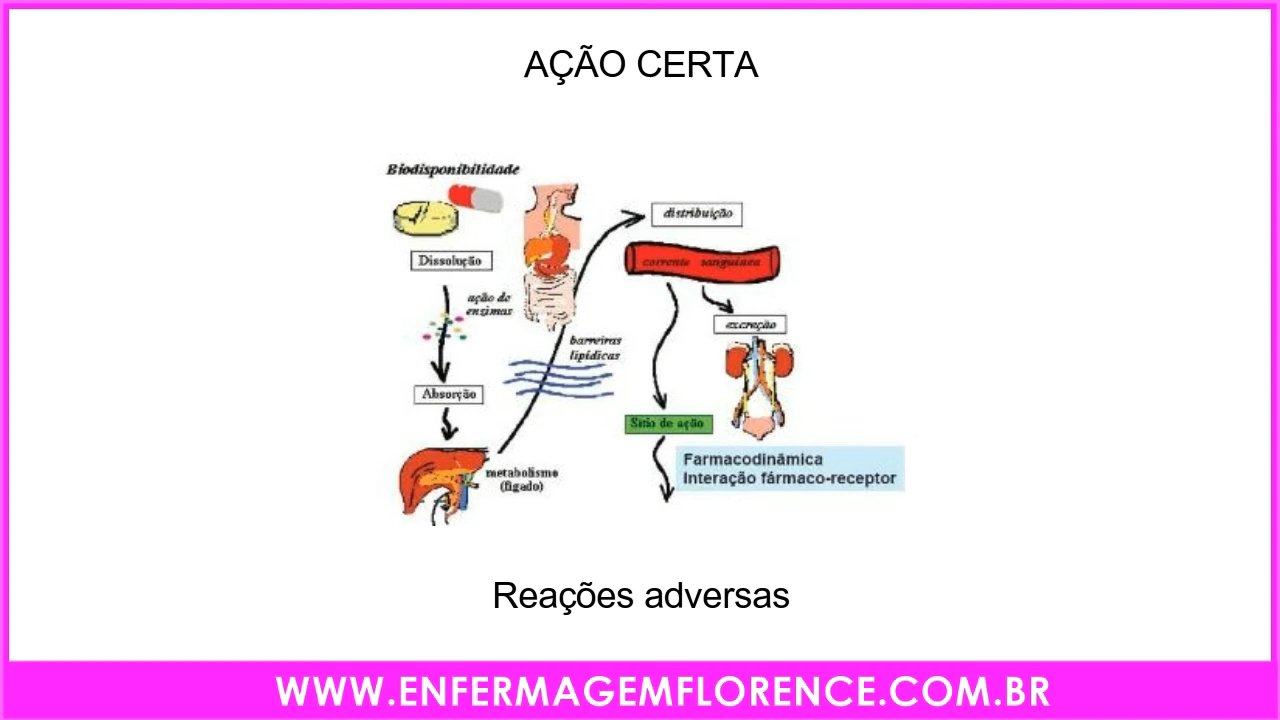 AÇÃO CERTA
Biodisponibilidade
Dissolução
ação de
enzimas
Absorção
metabolismo
(fígado)
barreiras
lipídicas
distribuição
corrente sanguínea
excreção
Sítio de ação
Farmacodinâmica
Interação fármaco-receptor
Reações adversas
WWW.ENFERMAGEMFLORENCE.COM.BR